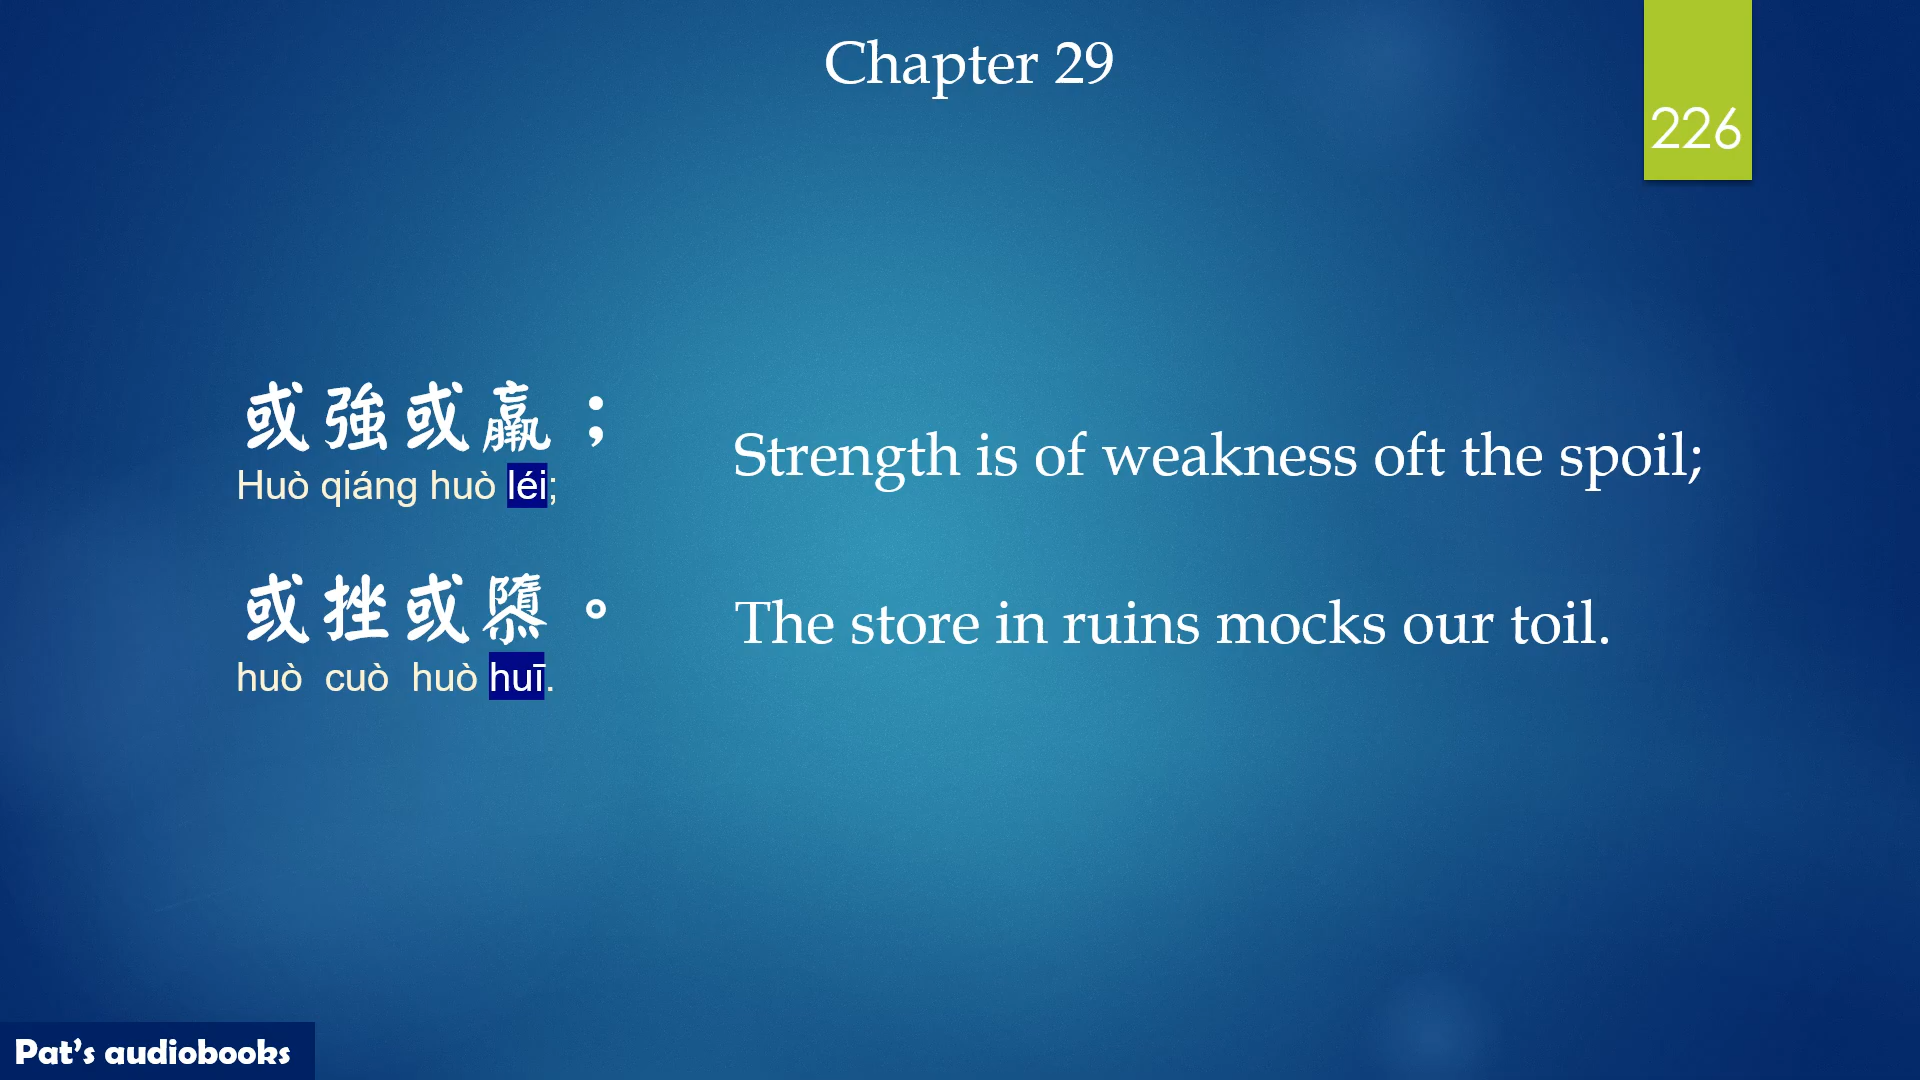 Chapter 29
226
或強或羸；
Huò qiáng huò léi;
Strength is of weakness oft the spoil;
或挫或隳。
huò cuò huò huī.
The store in ruins mocks our toil.
Pat's audiobooks